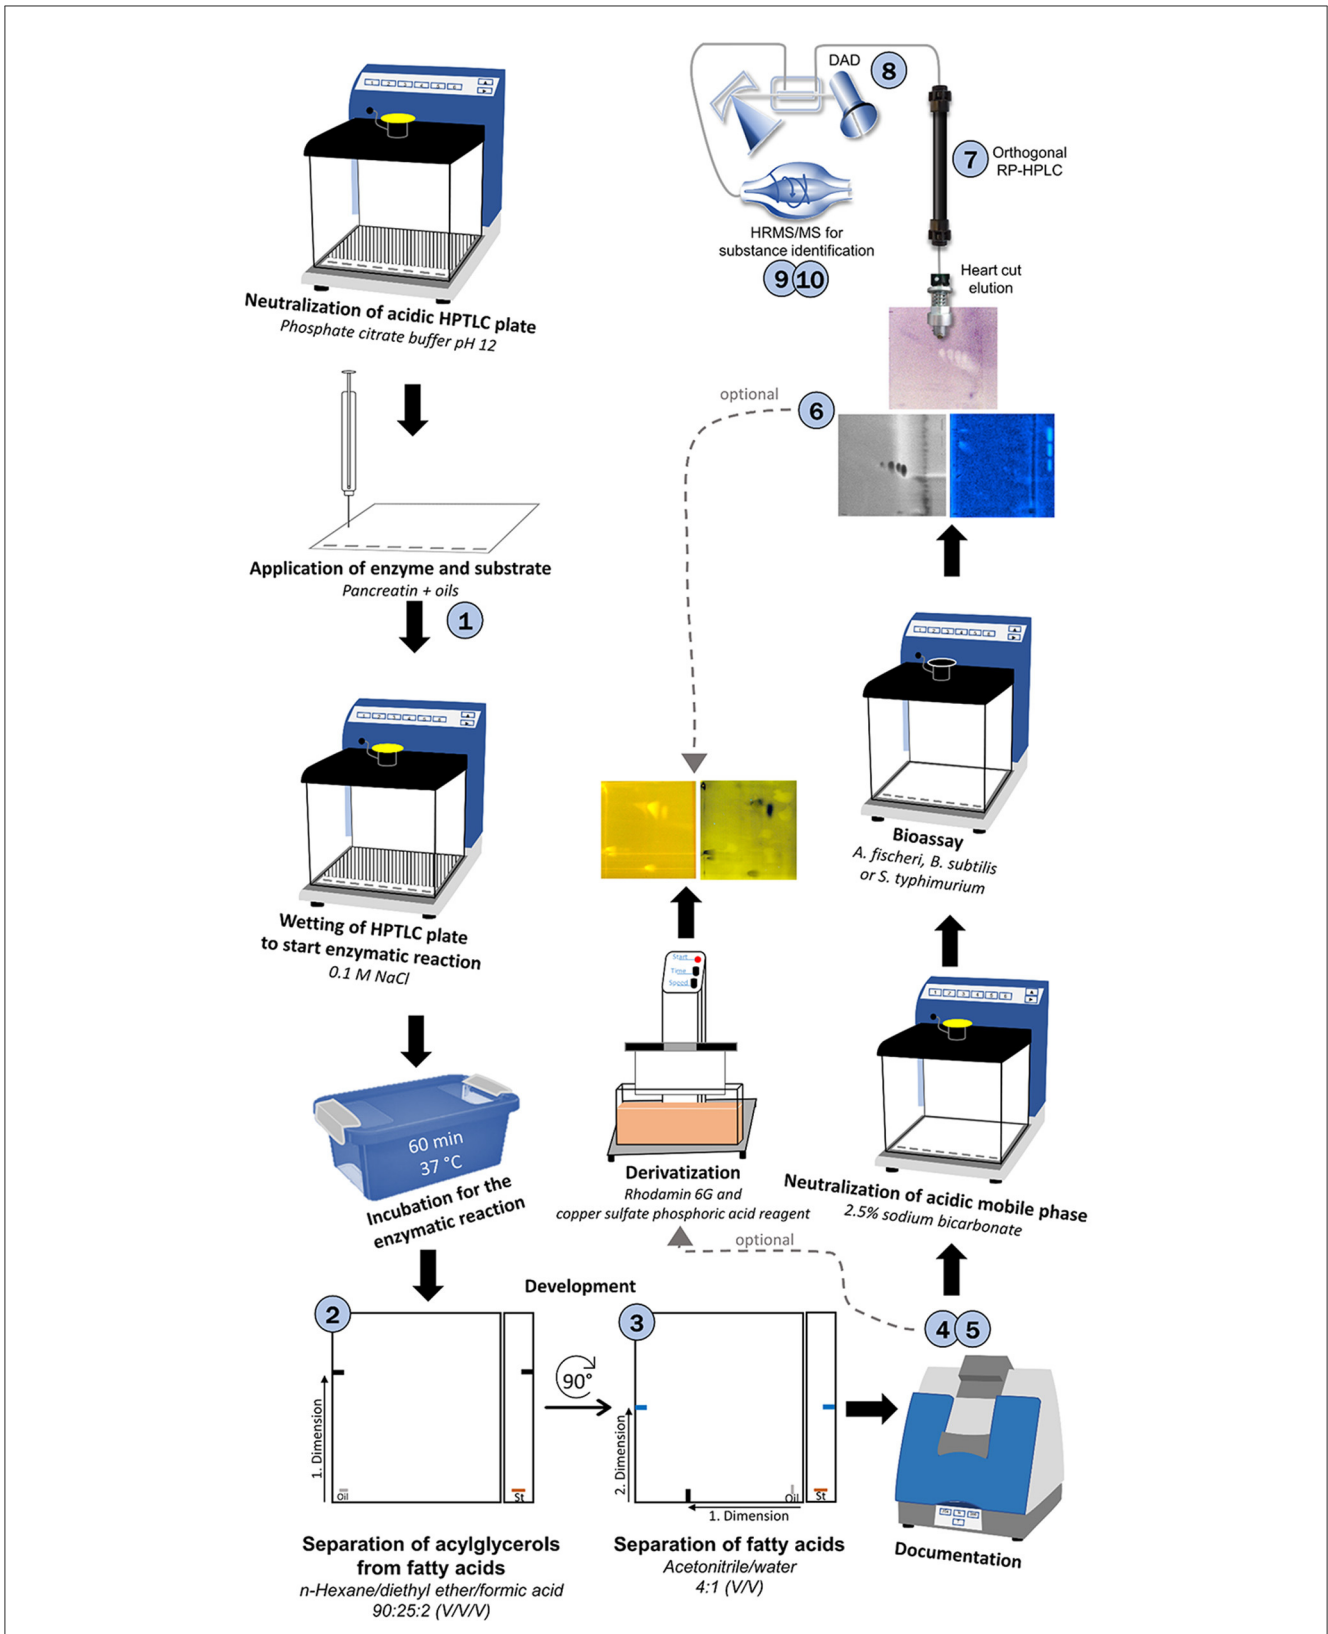 Neutralization of acidic HPTLC plate
Phosphate citrate buffer pH 12
Application of enzyme and substrate
Pancreatin + oils
1
Wetting of HPTLC plate
to start enzymatic reaction
0.1 M NaCl
60 min
37 °C
Incubation for the
enzymatic reaction
Development
2
1. Dimension
Oil
St
Separation of acylglycerols
from fatty acids
n-Hexane/diethyl ether/formic acid
90:25:2 (V/V/V)
90°
3
2. Dimension
1. Dimension
Oil
St
Separation of fatty acids
Acetonitrile/water
4:1 (V/V)
4 5
Documentation
optional
Derivatization
Rhodamin 6G and
copper sulfate phosphoric acid reagent
Start
Time
Speed
Neutralization of acidic mobile phase
2.5% sodium bicarbonate
Bioassay
A. fischeri, B. subtilis
or S. typhimurium
optional
6
Heart cut
elution
7
Orthogonal
RP-HPLC
DAD
8
HRMS/MS for
substance identification
9 10